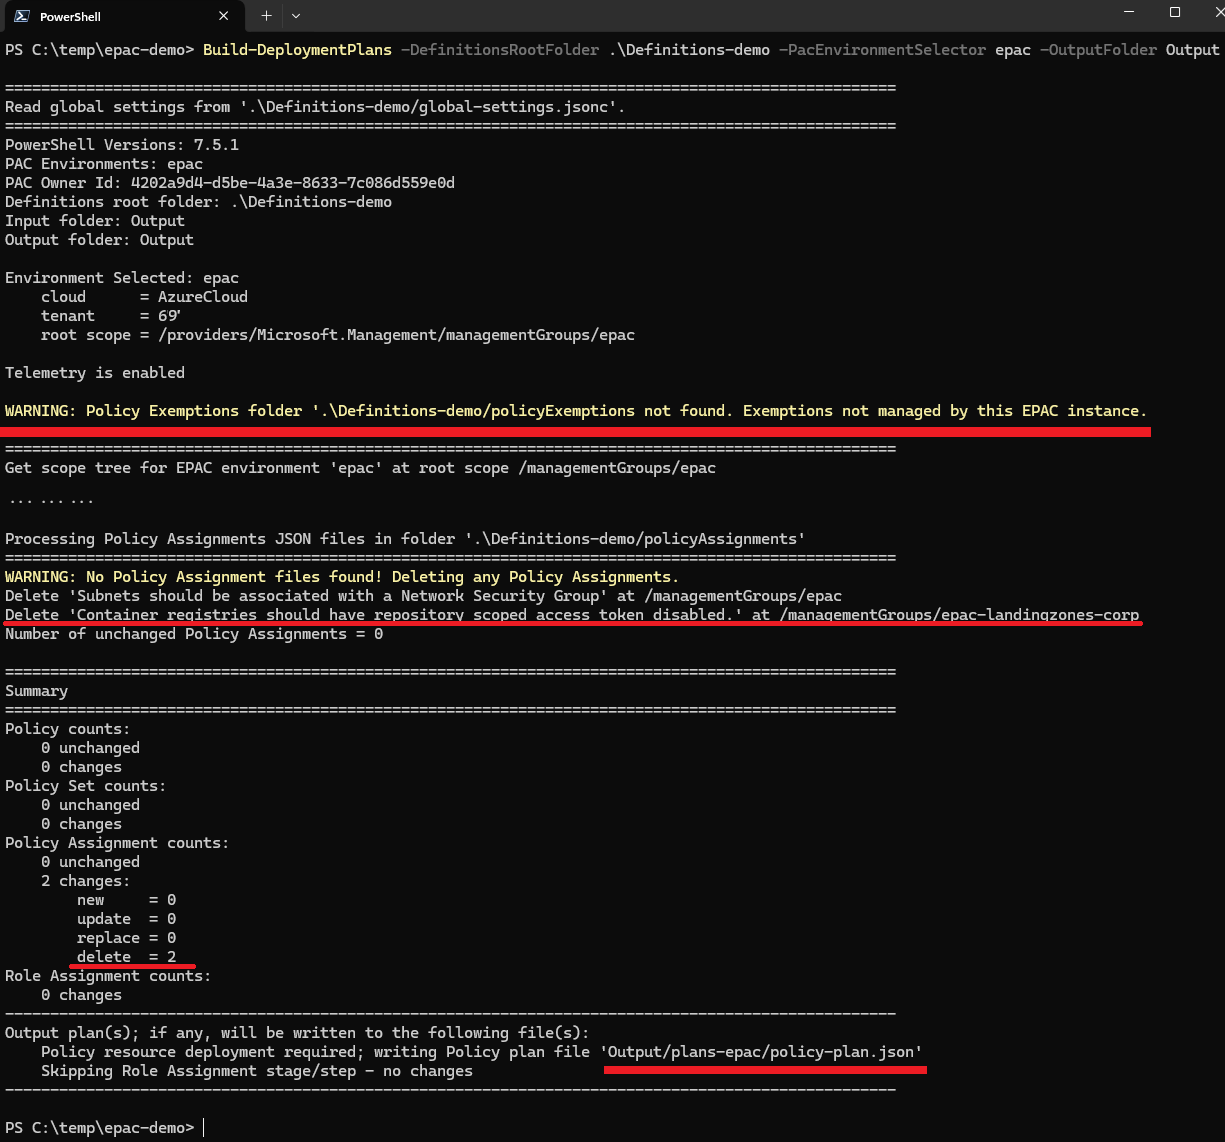 PowerShell
PS C:\temp\epac-demo> Build-DeploymentPlans -DefinitionsRootFolder .\Definitions-demo -PacEnvironmentSelector epac -OutputFolder Output
================================================================================
Read global settings from '.\Definitions-demo/global-settings.jsonc'.
================================================================================
PowerShell Versions: 7.5.1
PAC Environments: epac
PAC Owner Id: 4202a9d4-d5be-4a3e-8633-7c086d559e0d
Definitions root folder: .\Definitions-demo
Input folder: Output
Output folder: Output
Environment Selected: epac
    cloud      = AzureCloud
    tenant     = 69'
    root scope = /providers/Microsoft.Management/managementGroups/epac
Telemetry is enabled
WARNING: Policy Exemptions folder '.\Definitions-demo/policyExemptions not found. Exemptions not managed by this EPAC instance.
================================================================================
Get scope tree for EPAC environment 'epac' at root scope /managementGroups/epac
... ... ...
Processing Policy Assignments JSON files in folder '.\Definitions-demo/policyAssignments'
================================================================================
WARNING: No Policy Assignment files found! Deleting any Policy Assignments.
Delete 'Subnets should be associated with a Network Security Group' at /managementGroups/epac
Delete 'Container registries should have repository scoped access token disabled.' at /managementGroups/epac-landingzones-corp
Number of unchanged Policy Assignments = 0
================================================================================
Summary
================================================================================
Policy counts:
    0 unchanged
    0 changes
Policy Set counts:
    0 unchanged
    0 changes
Policy Assignment counts:
    0 unchanged
    2 changes:
        new     = 0
        update  = 0
        replace = 0
        delete  = 2
Role Assignment counts:
    0 changes
--------------------------------------------------------------------------------
Output plan(s); if any, will be written to the following file(s):
    Policy resource deployment required; writing Policy plan file 'Output/plans-epac/policy-plan.json'
    Skipping Role Assignment stage/step - no changes
--------------------------------------------------------------------------------
PS C:\temp\epac-demo>